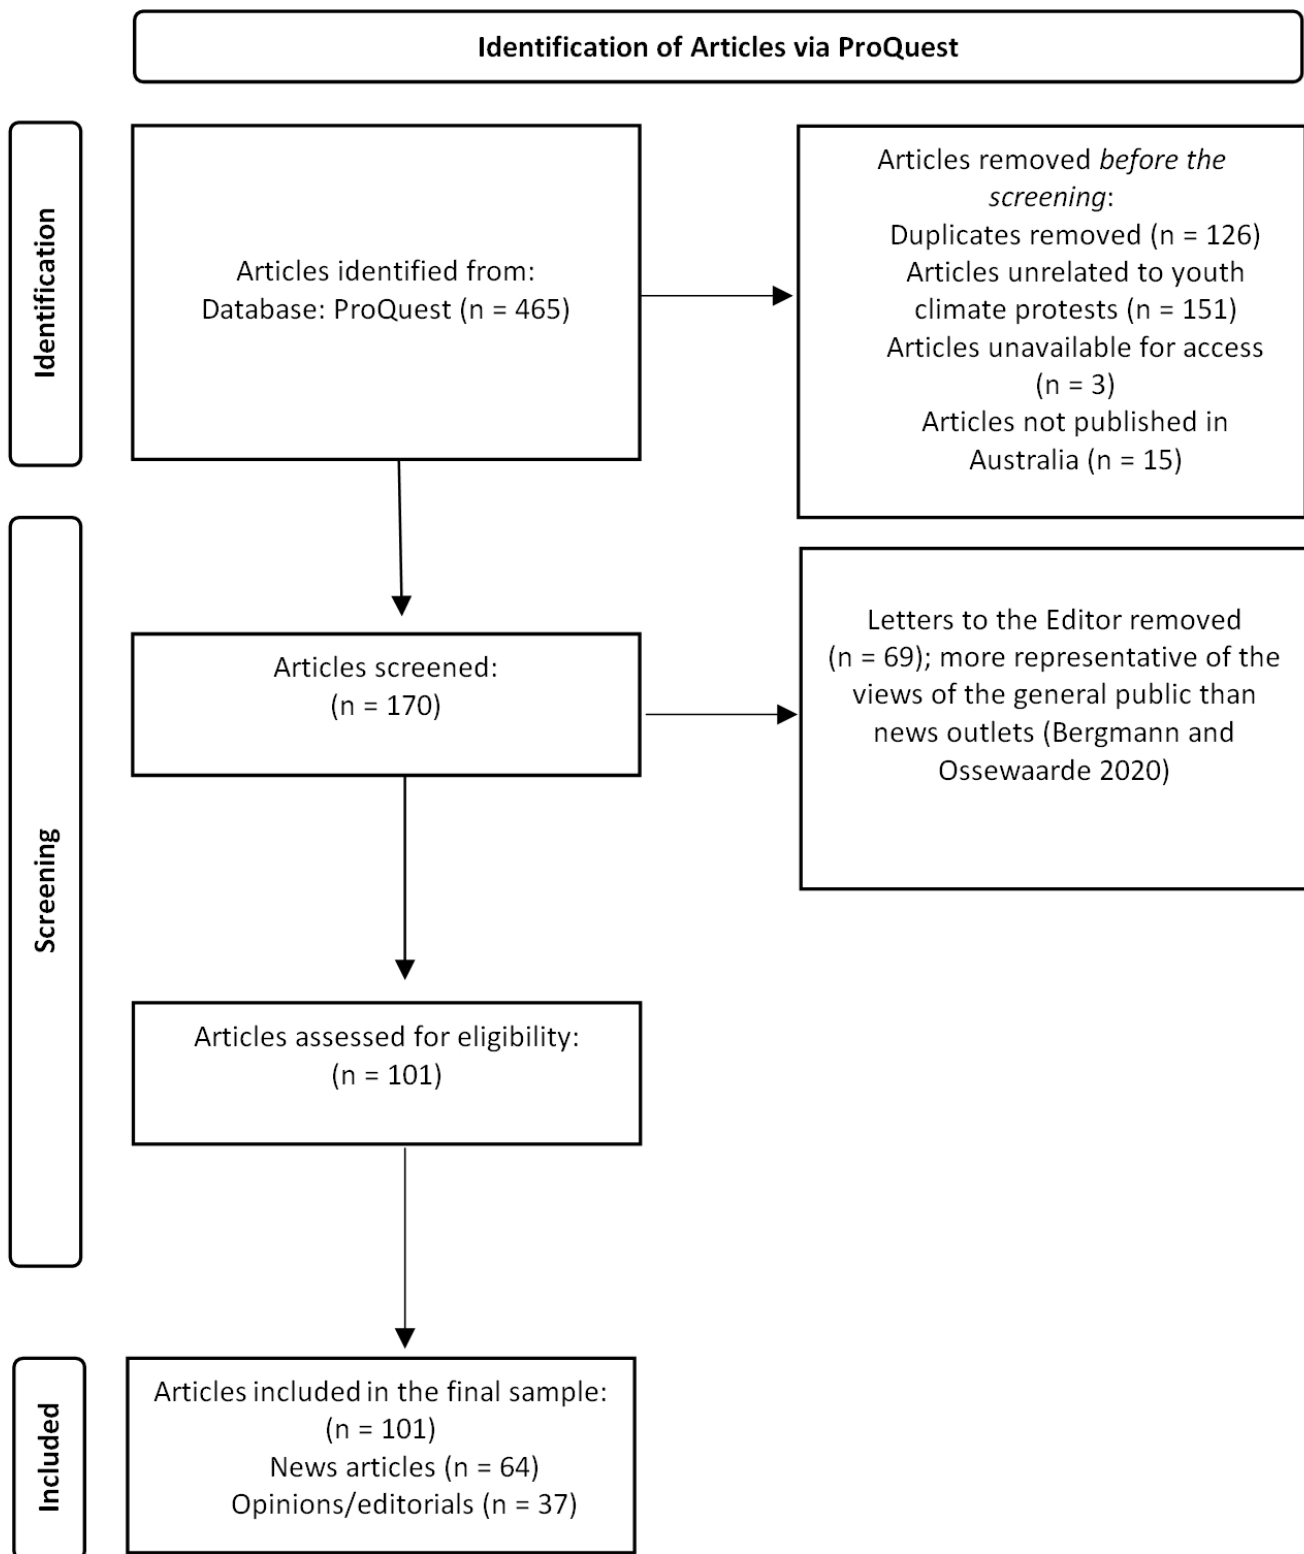 Identification of Articles via ProQuest
Identification
Articles identified from:
Database: ProQuest (n = 465)
Articles removed before the
screening:
Duplicates removed (n = 126)
Articles unrelated to youth
climate protests (n = 151)
Articles unavailable for access
(n = 3)
Articles not published in
Australia (n = 15)
Screening
Articles screened:
(n = 170)
Letters to the Editor removed
(n = 69); more representative of the
views of the general public than
news outlets (Bergmann and
Ossewaarde 2020)
Articles assessed for eligibility:
(n = 101)
Included
Articles included in the final sample:
(n = 101)
News articles (n = 64)
Opinions/editorials (n = 37)